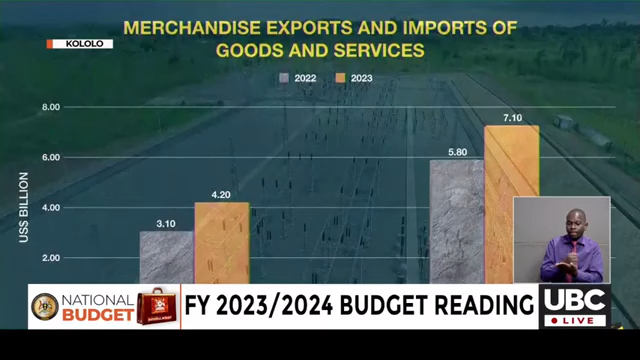 MERCHANDISE EXPORTS AND IMPORTS OF
GOODS AND SERVICES
KOLOLO
2022 2023
8.00
7.10
6.00
5.80
4.20
4.00
3.10
2.00
US$ BILLION
NATIONAL
BUDGET
FY 2023/2024 BUDGET READING
UBC
LIVE